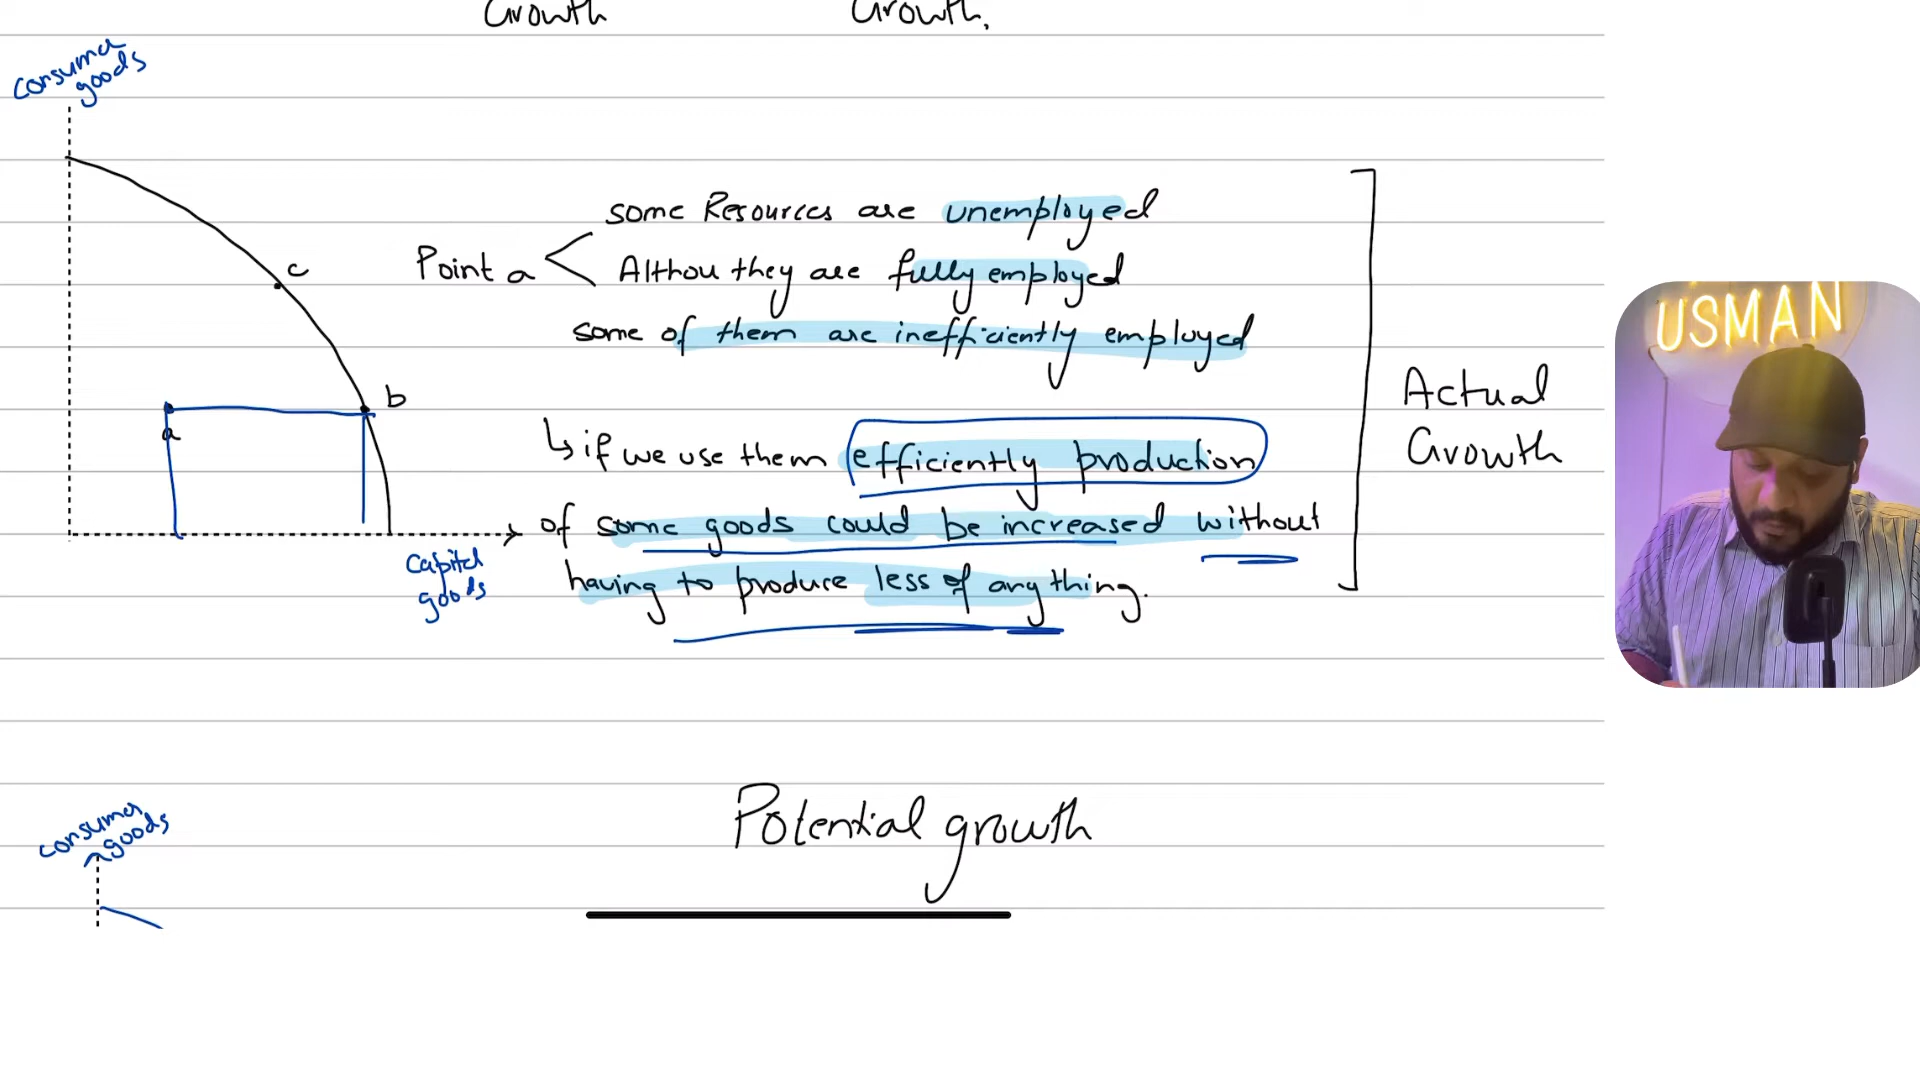 Growth Growth.
consumer
goods
c
some Resources are unemployed
Point a
Althou they are fully employed
some of them are inefficiently employed
b
a
Actual
Growth
↳ if we use them efficiently production
of some goods could be increased without
having to produce less of anything.
Capital
goods
USMAN
Potential growth
consumer
goods